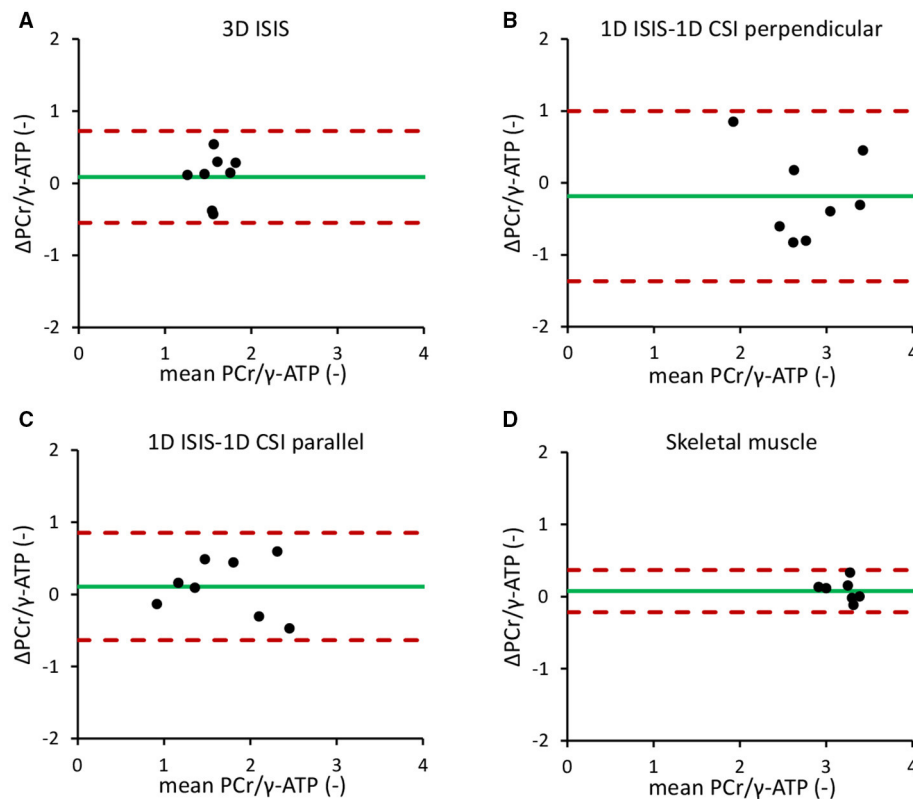 A
3D ISIS
2
1
0
-1
-2
ΔPCr/γ-ATP (-)
0 1 2 3 4
mean PCr/γ-ATP (-)
B
1D ISIS-1D CSI perpendicular
2
1
0
-1
-2
ΔPCr/γ-ATP (-)
0 1 2 3 4
mean PCr/γ-ATP (-)
C
1D ISIS-1D CSI parallel
2
1
0
-1
-2
ΔPCr/γ-ATP (-)
0 1 2 3 4
mean PCr/γ-ATP (-)
D
Skeletal muscle
2
1
0
-1
-2
ΔPCr/γ-ATP (-)
0 1 2 3 4
mean PCr/γ-ATP (-)